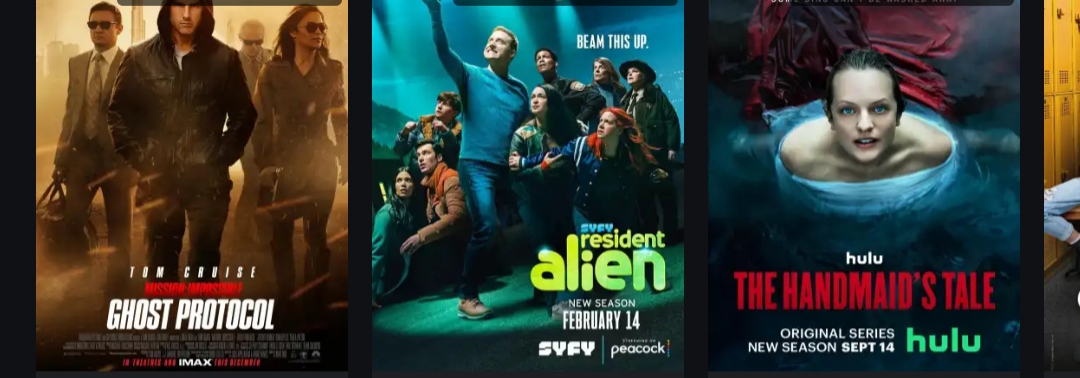 TOM CRUISE
MISSION: IMPOSSIBLE
GHOST PROTOCOL
IN THEATRES AND IMAX THIS DECEMBER
BEAM THIS UP.
SYFY
resident
alien
NEW SEASON
FEBRUARY 14
SYFY
STREAMING ON
peacock
hulu
THE HANDMAID'S TALE
ORIGINAL SERIES
NEW SEASON SEPT 14
hulu